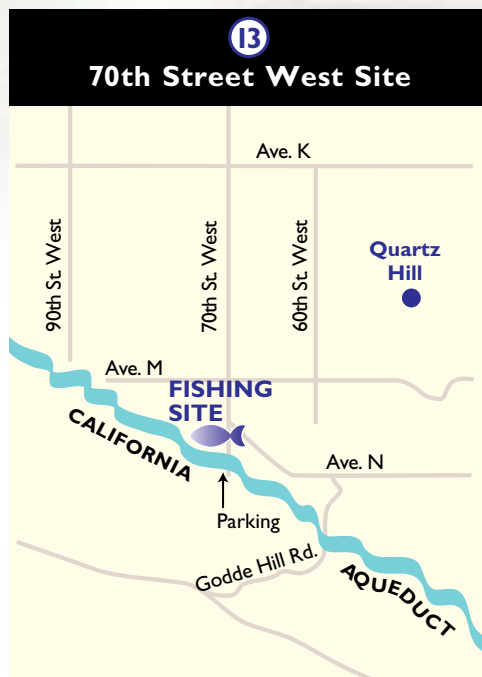 13
70th Street West Site
Ave. K
90th St. West
70th St. West
60th St. West
Quartz
Hill
Ave. M
FISHING
SITE
CALIFORNIA
Ave. N
Parking
Godde Hill Rd.
AQUEDUCT